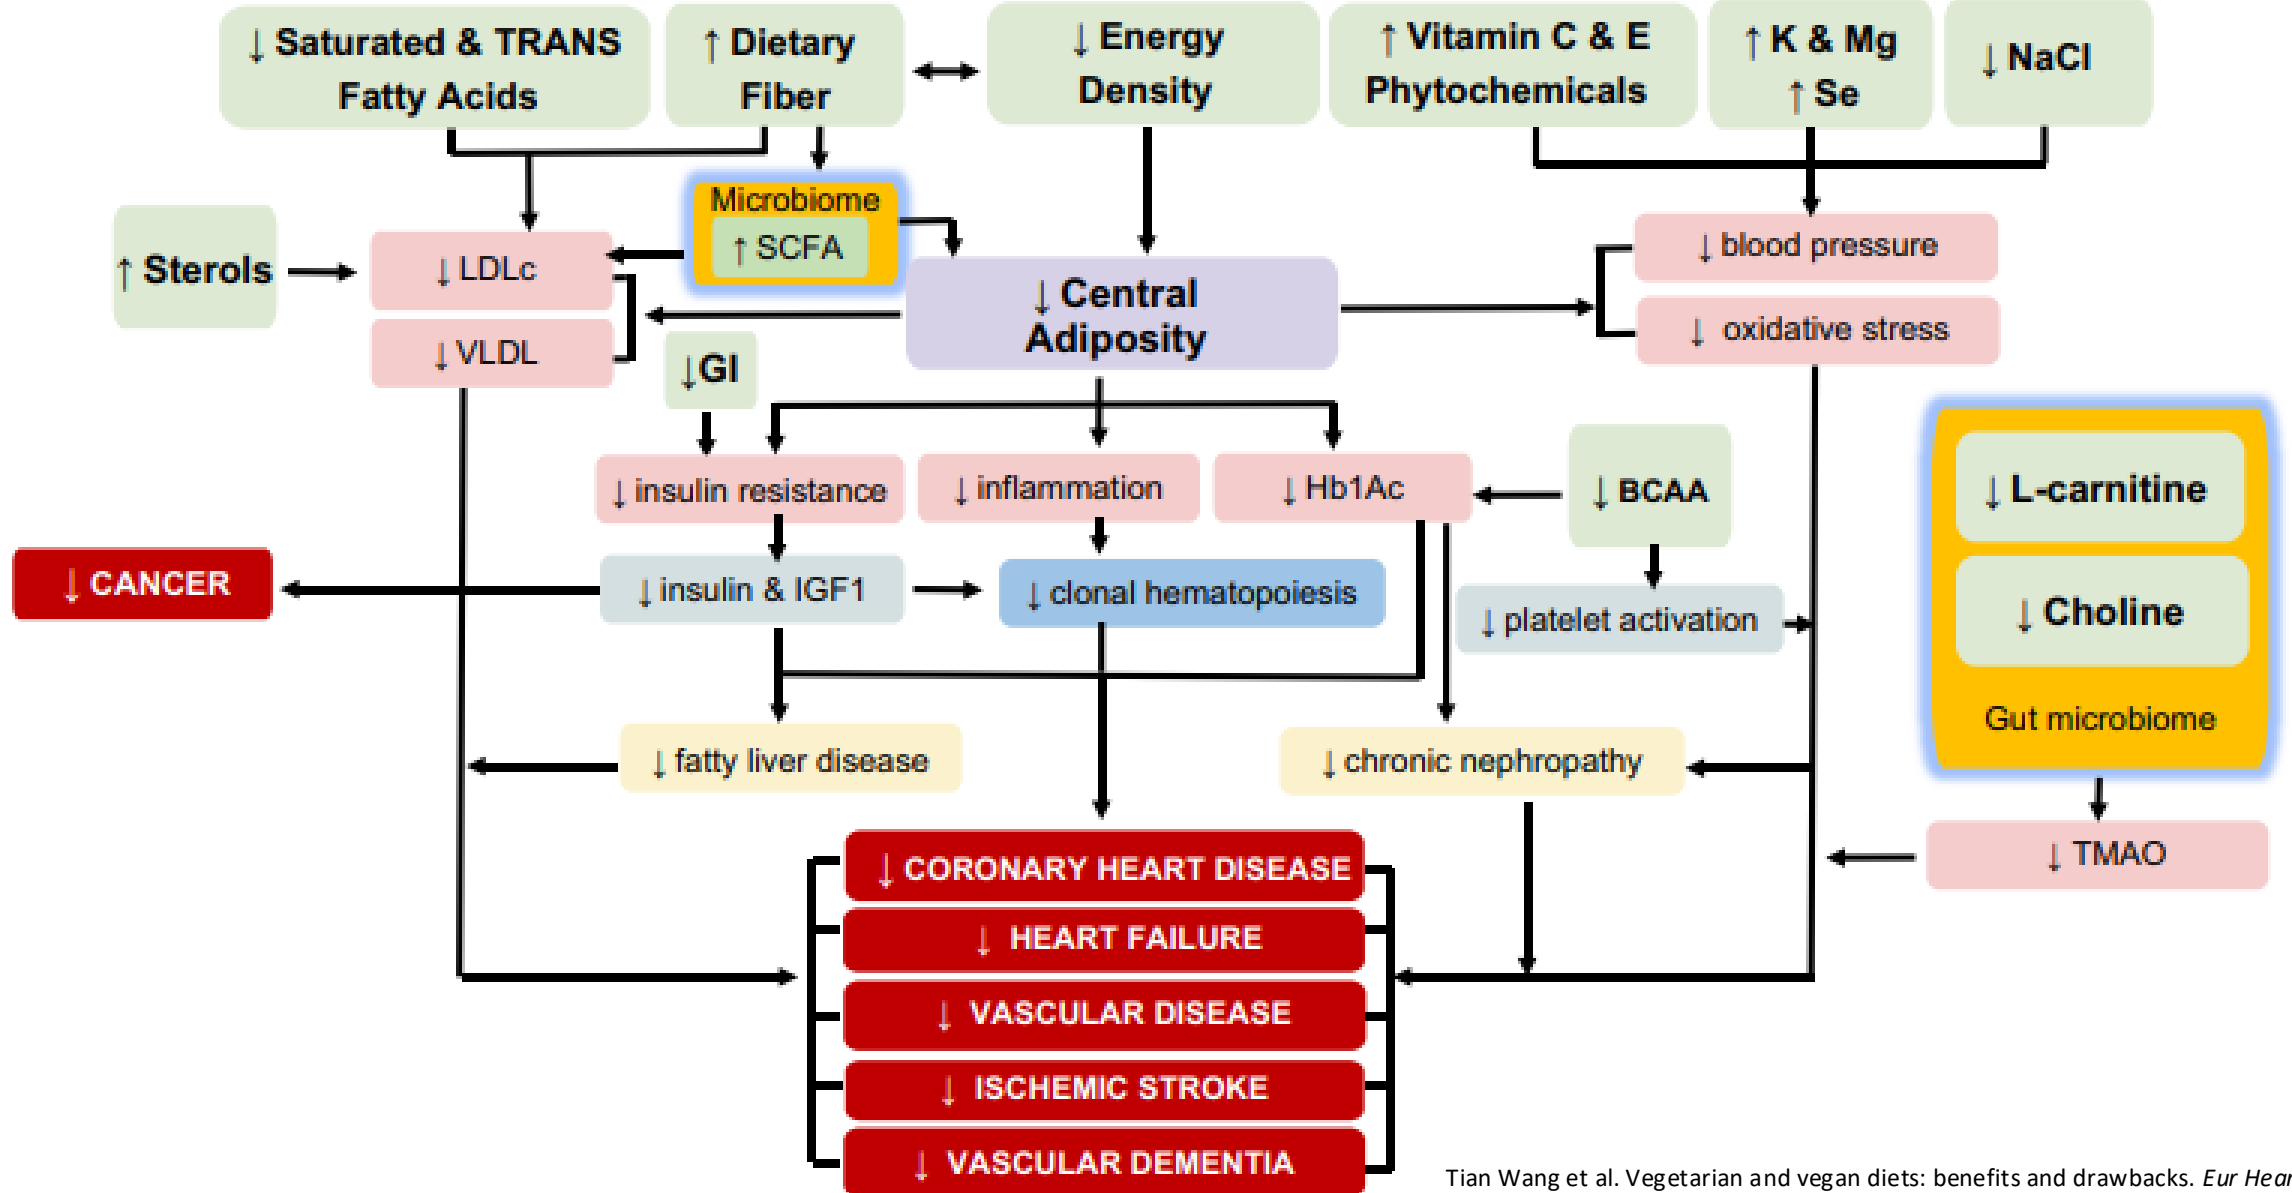 ↓ Saturated & TRANS
Fatty Acids
↑ Dietary
Fiber
↓ Energy
Density
↑ Vitamin C & E
Phytochemicals
↑ K & Mg
↑ Se
↓ NaCl
↑ Sterols
Microbiome
↑ SCFA
↓ LDLc
↓ VLDL
↓ Central
Adiposity
↓ blood pressure
↓ oxidative stress
↓GI
↓ insulin resistance
↓ inflammation
↓ Hb1Ac
↓ BCAA
↓ L-carnitine
↓ Choline
Gut microbiome
↓ CANCER
↓ insulin & IGF1
↓ clonal hematopoiesis
↓ platelet activation
↓ fatty liver disease
↓ chronic nephropathy
↓ TMAO
↓ CORONARY HEART DISEASE
↓ HEART FAILURE
↓ VASCULAR DISEASE
↓ ISCHEMIC STROKE
↓ VASCULAR DEMENTIA
Tian Wang et al. Vegetarian and vegan diets: benefits and drawbacks. Eur